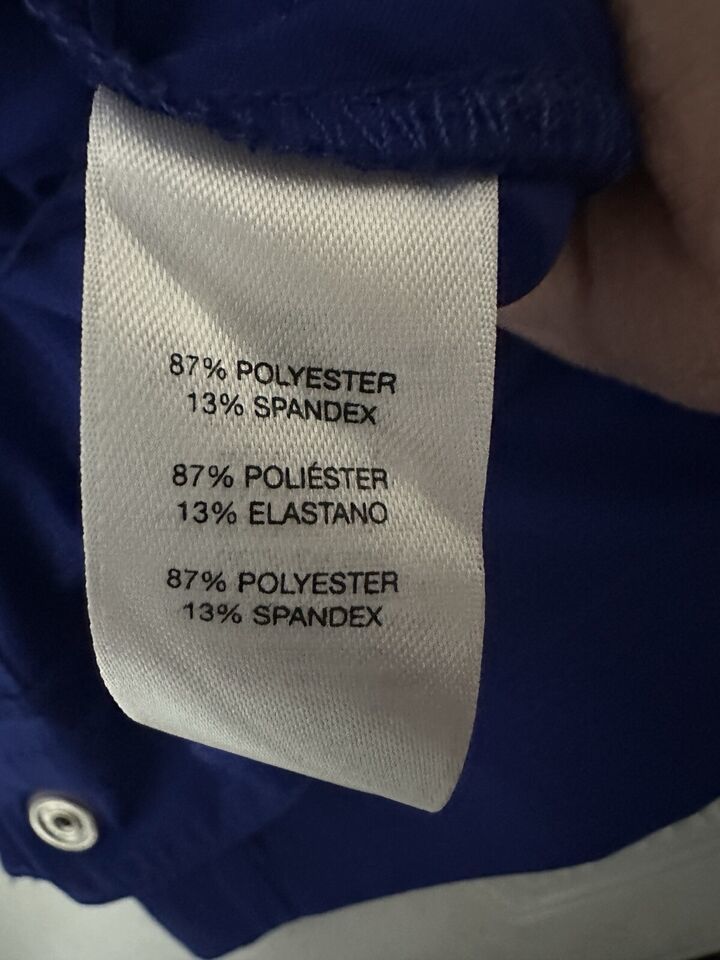 87% POLYESTER
13% SPANDEX
87% POLIÉSTER
13% ELASTANO
87% POLYESTER
13% SPANDEX